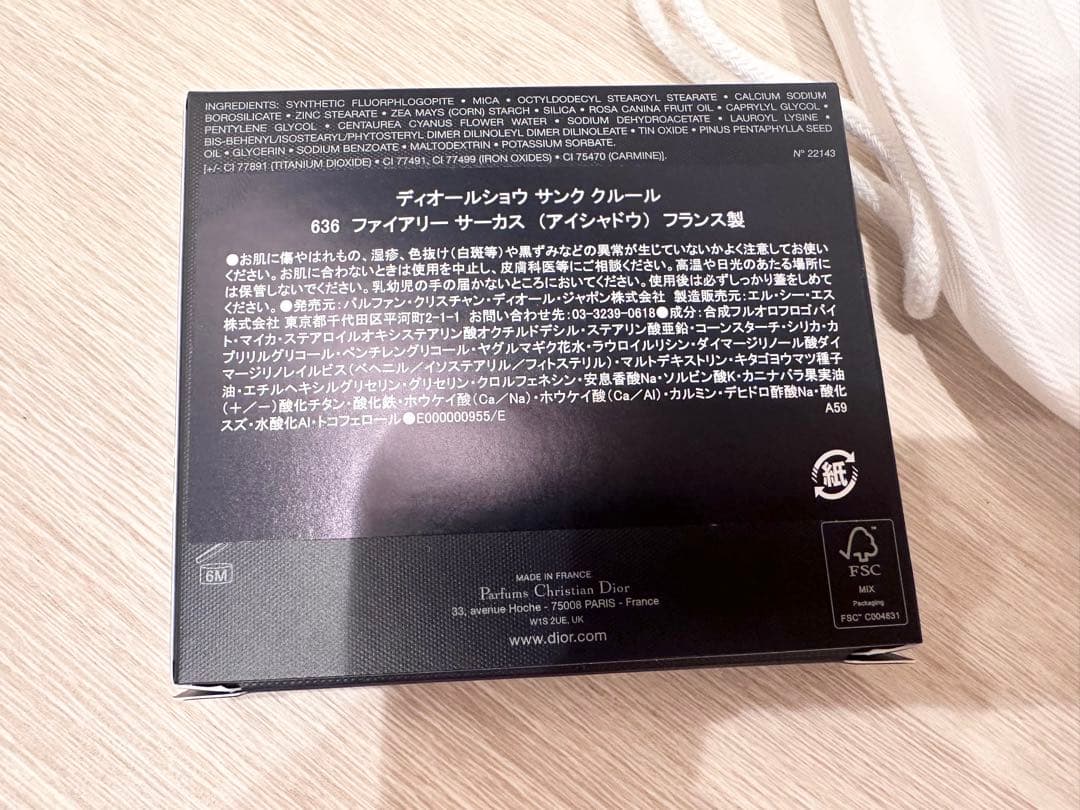 INGREDIENTS: SYNTHETIC FLUORPHLOGOPITE • MICA • OCTYLDODECYL STEAROYL STEARATE • CALCIUM SODIUM
BOROSILICATE • ZINC STEARATE • ZEA MAYS (CORN) STARCH • SILICA • ROSA CANINA FRUIT OIL • CAPRYLYL GLYCOL •
PENTYLENE GLYCOL • CENTAUREA CYANUS FLOWER WATER • SODIUM DEHYDROACETATE • LAUROYL LYSINE •
BIS-BEHENYL/ISOSTEARYL/PHYTOSTERYL DIMER DILINOLEYL DIMER DILINOLEATE • TIN OXIDE • PINUS PENTAPHYLLA SEED
OIL • GLYCERIN • SODIUM BENZOATE • MALTODEXTRIN • POTASSIUM SORBATE.
[+/- CI 77891 (TITANIUM DIOXIDE) • CI 77491, CI 77499 (IRON OXIDES) • CI 75470 (CARMINE)].
N° 22143
ディオールショウ サンク クルール
636 ファイアリー サーカス (アイシャドウ) フランス製
●お肌に傷やはれもの、湿疹、色抜け(白斑等)や黒ずみなどの異常が生じていないかよく注意してお使い
ください。お肌に合わないときは使用を中止し、皮膚科医等にご相談ください。高温や日光のあたる場所に
は保管しないでください。乳幼児の手の届かないところにおいてください。使用後は必ずしっかり蓋をしめて
ください。●発売元:パルファン・クリスチャン・ディオール・ジャポン株式会社 製造販売元:エル・シー・エス
株式会社 東京都千代田区平河町2-1-1 お問い合わせ先:03-3239-0618●成分:合成フルオロフロゴパイ
ト・マイカ・ステアロイルオキシステアリン酸オクチルドデシル・ステアリン酸亜鉛・コーンスターチ・シリカ・カ
プリリルグリコール・ペンチレングリコール・ヤグルマギク花水・ラウロイルリシン・ダイマージリノール酸ダイ
マージリノレイルビス(ベヘニル/イソステアリル/フィトステリル)・マルトデキストリン・キタゴヨウマツ種子
油・エチルヘキシルグリセリン・グリセリン・クロルフェネシン・安息香酸Na・ソルビン酸K・カニナバラ果実油
(+/-)酸化チタン・酸化鉄・ホウケイ酸(Ca/Na)・ホウケイ酸(Ca/Al)・カルミン・デヒドロ酢酸Na・酸化
スズ・水酸化Al・トコフェロール●E000000955/E
A59
紙
6M
MADE IN FRANCE
Parfums Christian Dior
33, avenue Hoche - 75008 PARIS - France
W1S 2UE, UK
www.dior.com
FSC
MIX
Packaging
FSC™ C004831